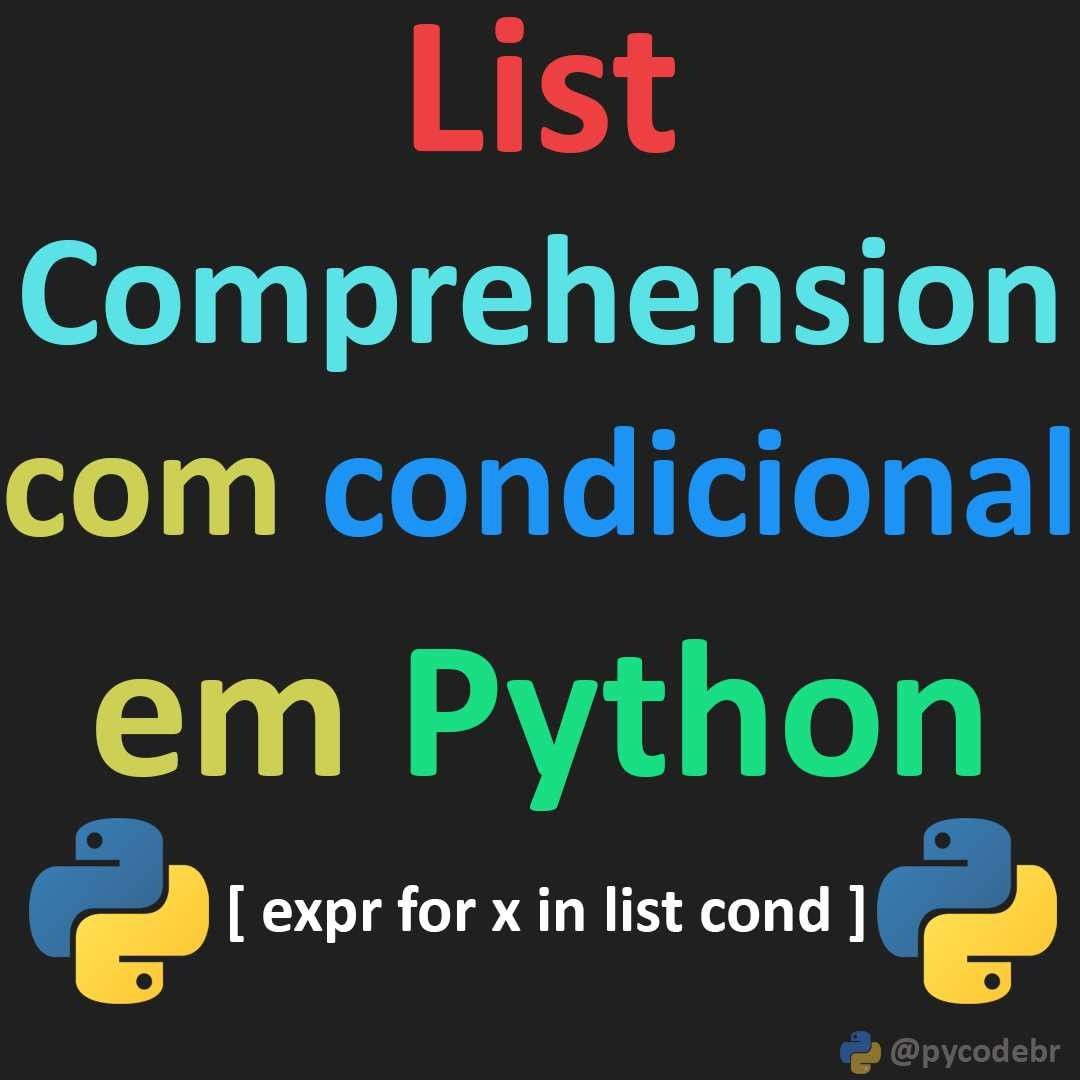 List
Comprehension
com condicional
em Python
[ expr for x in list cond ]
@pycodebr